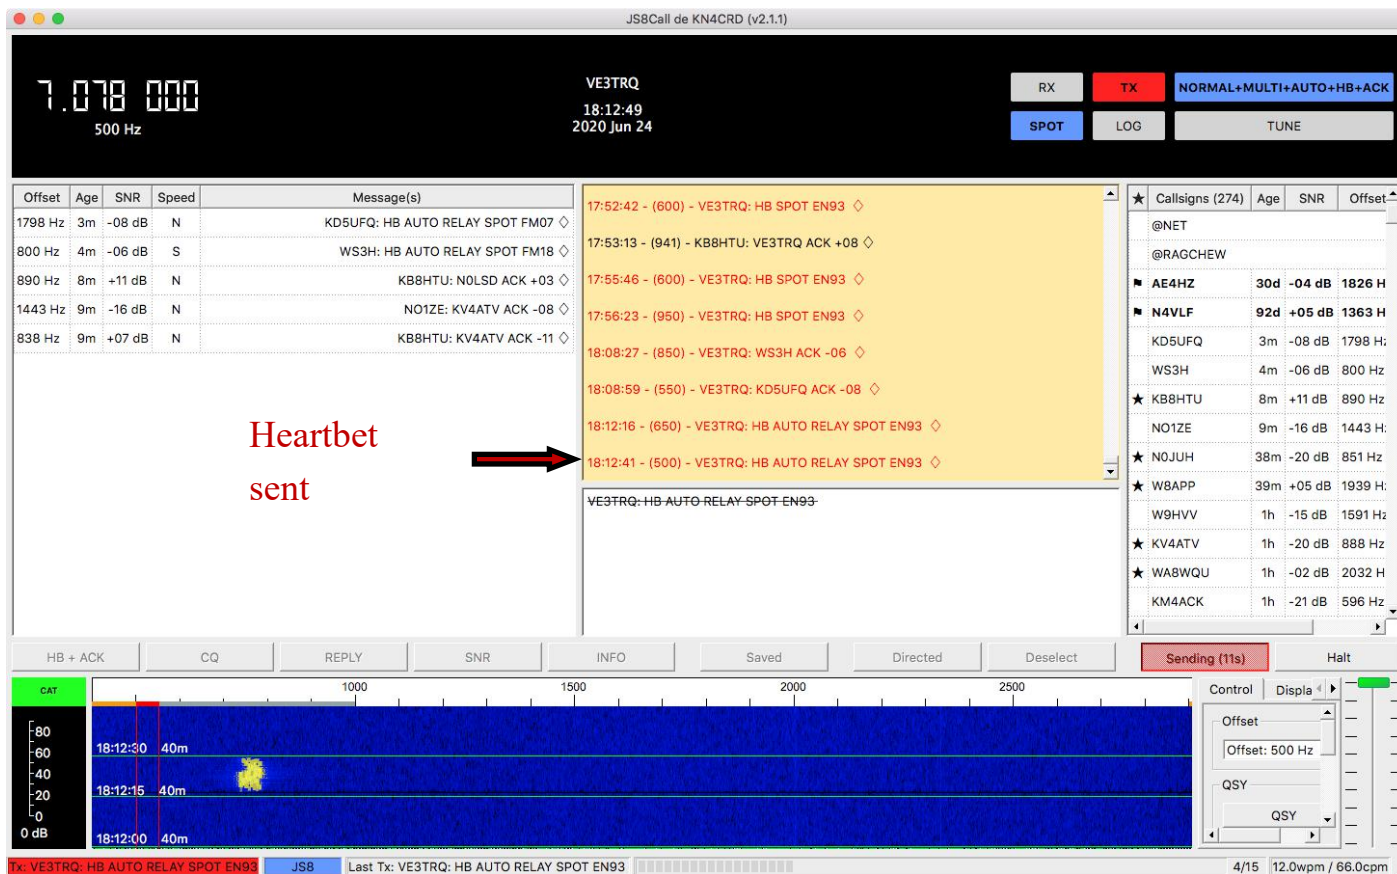 JS8Call de KN4CRD (v2.1.1)
7.078 000
500 Hz
VE3TRQ
18:12:49
2020 Jun 24
RX TX NORMAL+MULTI+AUTO+HB+ACK
SPOT LOG TUNE
Offset Age SNR Speed Message(s)
1798 Hz 3m -08 dB N KD5UFQ: HB AUTO RELAY SPOT FM07 ♢
800 Hz 4m -06 dB S WS3H: HB AUTO RELAY SPOT FM18 ♢
890 Hz 8m +11 dB N KB8HTU: N0LSD ACK +03 ♢
1443 Hz 9m -16 dB N NO1ZE: KV4ATV ACK -08 ♢
838 Hz 9m +07 dB N KB8HTU: KV4ATV ACK -11 ♢
Heartbet
sent
17:52:42 - (600) - VE3TRQ: HB SPOT EN93 ♢
17:53:13 - (941) - KB8HTU: VE3TRQ ACK +08 ♢
17:55:46 - (600) - VE3TRQ: HB SPOT EN93 ♢
17:56:23 - (950) - VE3TRQ: HB SPOT EN93 ♢
18:08:27 - (850) - VE3TRQ: WS3H ACK -06 ♢
18:08:59 - (550) - VE3TRQ: KD5UFQ ACK -08 ♢
18:12:16 - (650) - VE3TRQ: HB AUTO RELAY SPOT EN93 ♢
18:12:41 - (500) - VE3TRQ: HB AUTO RELAY SPOT EN93 ♢
VE3TRQ: HB AUTO RELAY SPOT EN93
★ Callsigns (274) Age SNR Offset
@NET
@RAGCHEW
AE4HZ 30d -04 dB 1826 H
N4VLF 92d +05 dB 1363 H
KD5UFQ 3m -08 dB 1798 Hz
WS3H 4m -06 dB 800 Hz
★ KB8HTU 8m +11 dB 890 Hz
NO1ZE 9m -16 dB 1443 H
★ N0JUH 38m -20 dB 851 Hz
★ W8APP 39m +05 dB 1939 H
W9HVV 1h -15 dB 1591 Hz
★ KV4ATV 1h -20 dB 888 Hz
★ WA8WQU 1h -02 dB 2032 H
KM4ACK 1h -21 dB 596 Hz
HB + ACK CQ REPLY SNR INFO Saved Directed Deselect Sending (11s) Halt
CAT
80
60
40
20
0
0 dB
1000 1500 2000 2500
18:12:30 40m
18:12:15 40m
18:12:00 40m
Control Displa
Offset
Offset: 500 Hz
QSY
QSY
Tx: VE3TRQ: HB AUTO RELAY SPOT EN93 JS8 Last Tx: VE3TRQ: HB AUTO RELAY SPOT EN93 4/15 12.0wpm / 66.0cpm